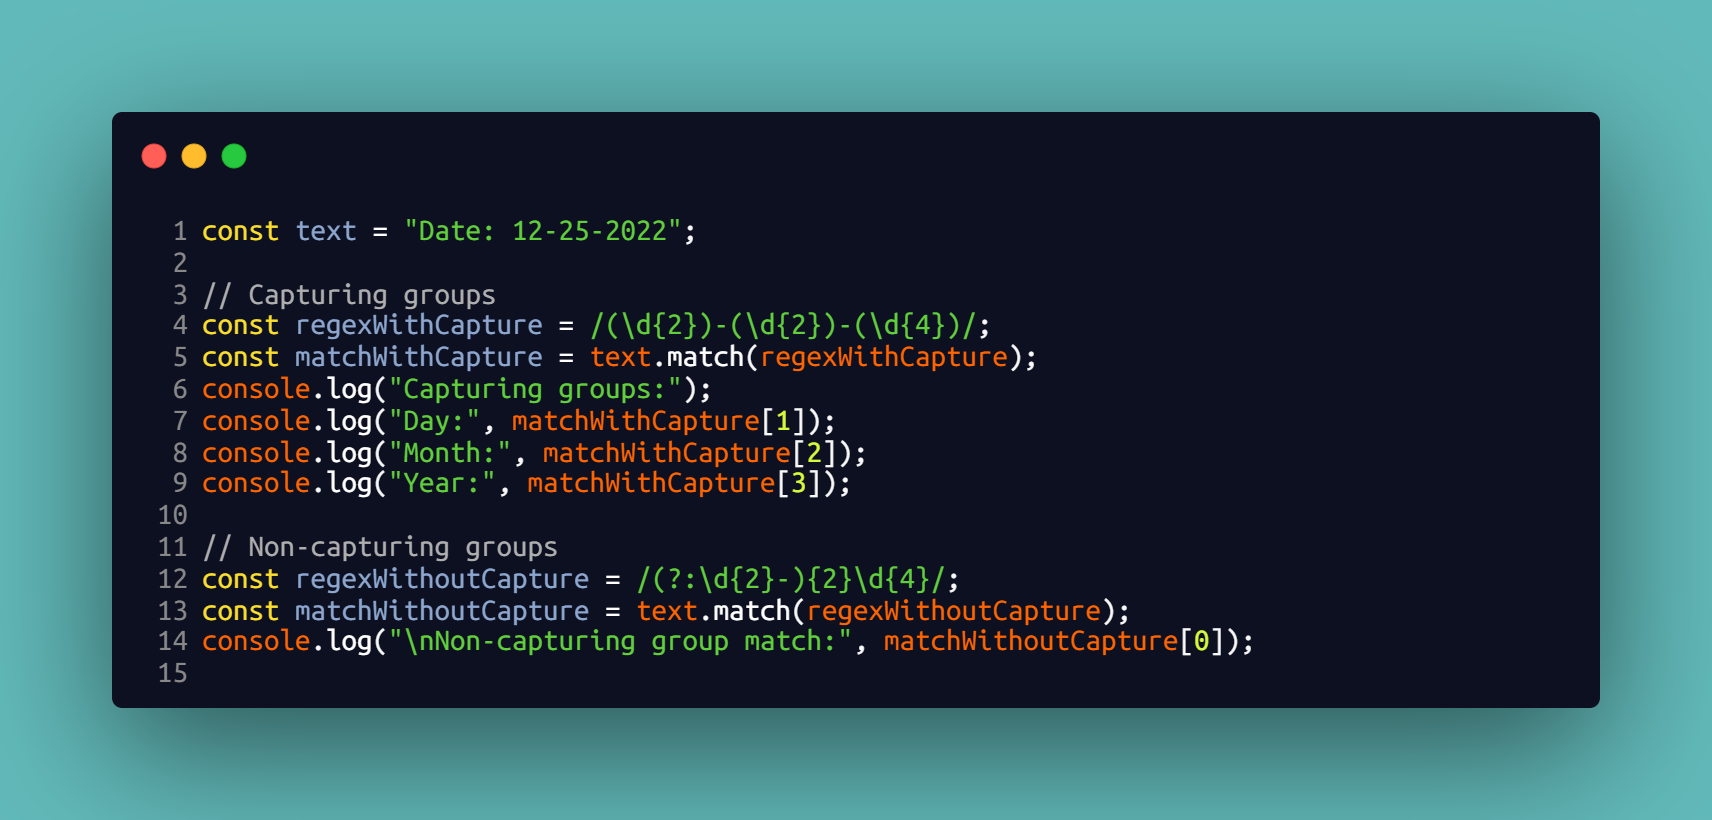 1 const text = "Date: 12-25-2022";
2
3 // Capturing groups
4 const regexWithCapture = /(\d{2})-(\d{2})-(\d{4})/;
5 const matchWithCapture = text.match(regexWithCapture);
6 console.log("Capturing groups:");
7 console.log("Day:", matchWithCapture[1]);
8 console.log("Month:", matchWithCapture[2]);
9 console.log("Year:", matchWithCapture[3]);
10
11 // Non-capturing groups
12 const regexWithoutCapture = /(?:\d{2}-){2}\d{4}/;
13 const matchWithoutCapture = text.match(regexWithoutCapture);
14 console.log("\nNon-capturing group match:", matchWithoutCapture[0]);
15